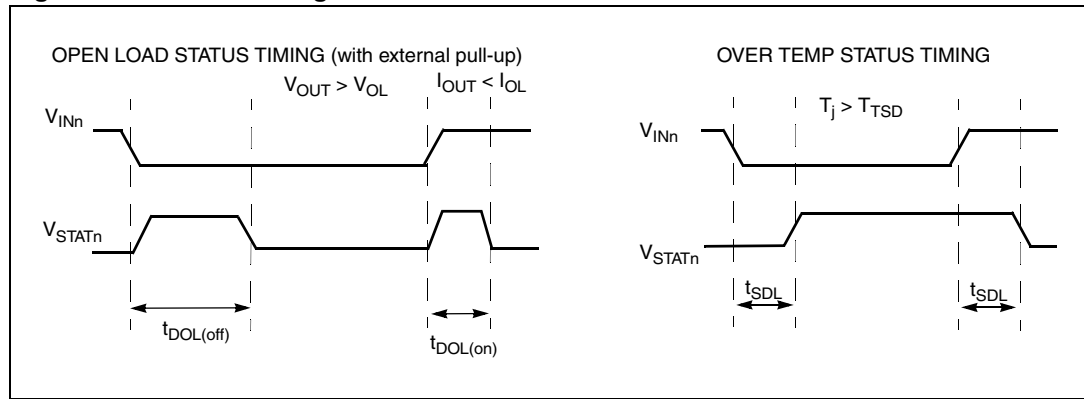 OPEN LOAD STATUS TIMING (with external pull-up)
V_OUT > V_OL
I_OUT < I_OL
V_INn
V_STATn
t_DOL(off)
t_DOL(on)
OVER TEMP STATUS TIMING
T_j > T_TSD
V_INn
V_STATn
t_SDL
t_SDL